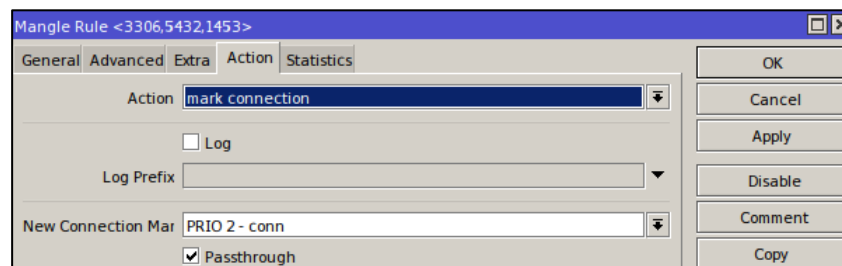 Mangle Rule <3306,5432,1453>
General Advanced Extra Action Statistics
OK
Action mark connection
Cancel
Log
Apply
Log Prefix
Disable
New Connection Mar PRIO 2 - conn
Comment
Passthrough
Copy